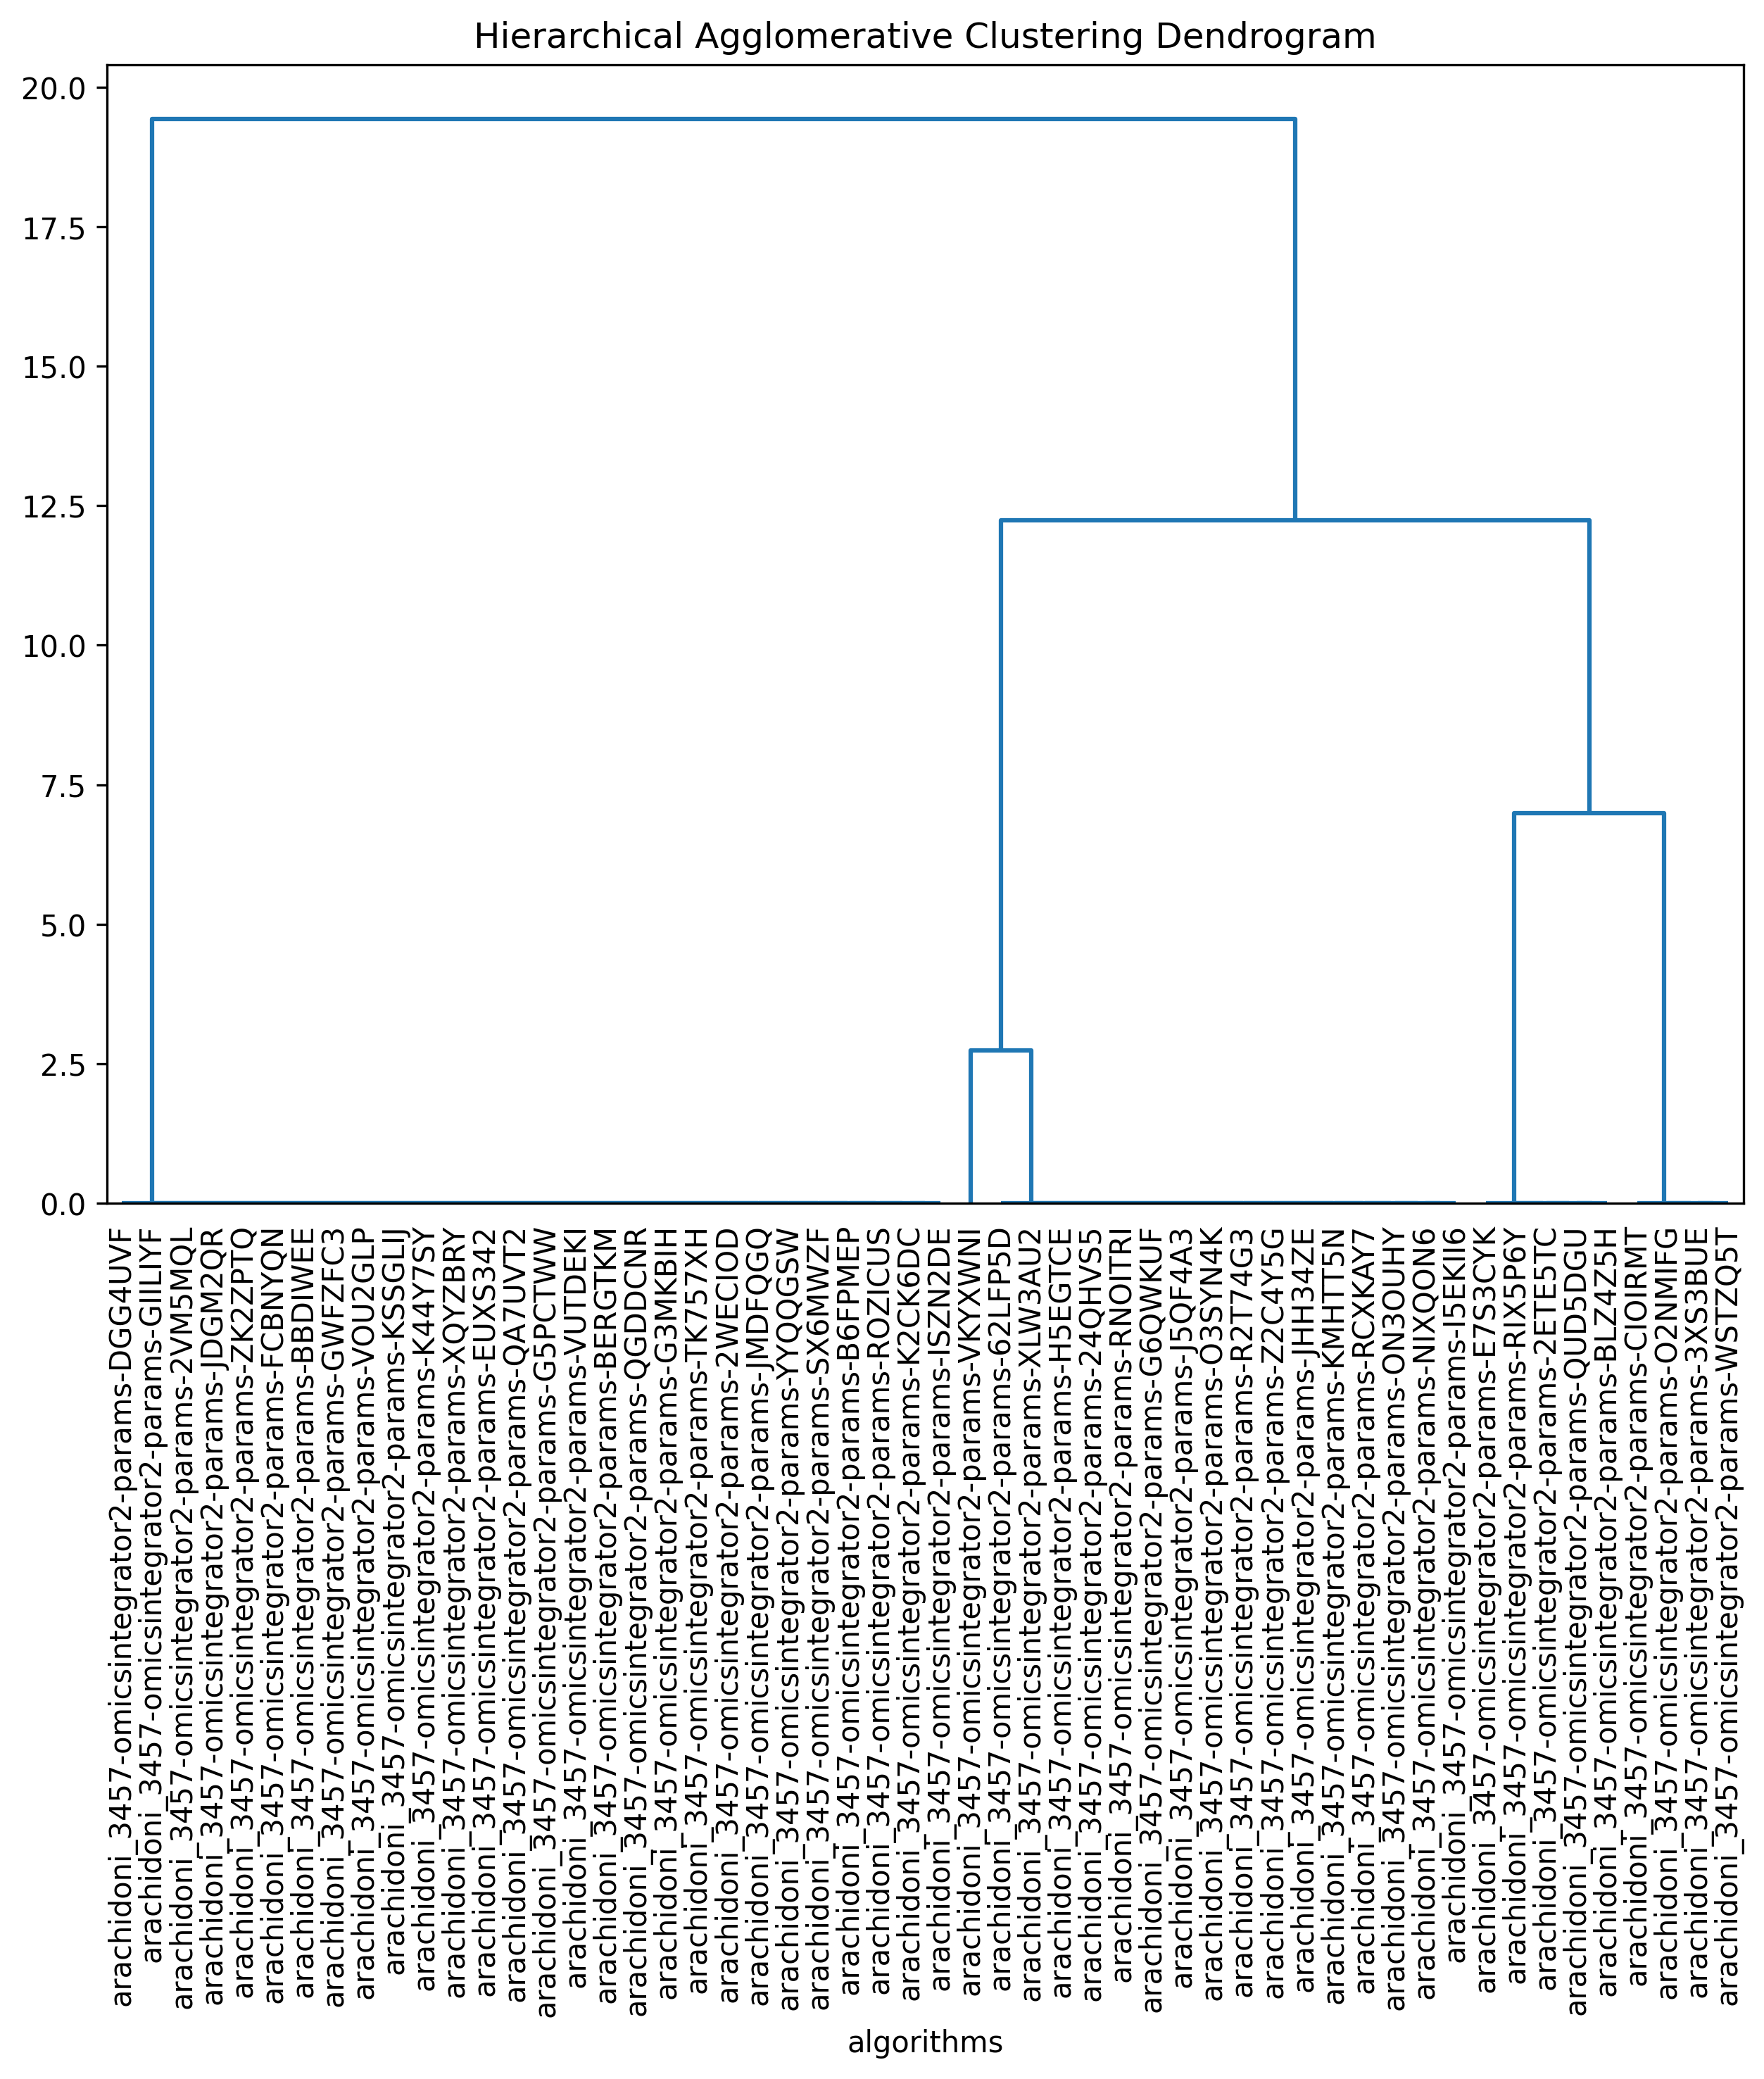 Hierarchical Agglomerative Clustering Dendrogram
20.0
17.5
15.0
12.5
10.0
7.5
5.0
2.5
0.0
arachidoni_3457-omicsintegrator2-params-DGG4UVF
arachidoni_3457-omicsintegrator2-params-GIILIYF
arachidoni_3457-omicsintegrator2-params-2VM5MQL
arachidoni_3457-omicsintegrator2-params-JDGM2QR
arachidoni_3457-omicsintegrator2-params-ZK2ZPTQ
arachidoni_3457-omicsintegrator2-params-FCBNYQN
arachidoni_3457-omicsintegrator2-params-BBDIWEE
arachidoni_3457-omicsintegrator2-params-GWFZFC3
arachidoni_3457-omicsintegrator2-params-VOU2GLP
arachidoni_3457-omicsintegrator2-params-KSSGLIJ
arachidoni_3457-omicsintegrator2-params-K44Y7SY
arachidoni_3457-omicsintegrator2-params-XQYZBRY
arachidoni_3457-omicsintegrator2-params-EUXS342
arachidoni_3457-omicsintegrator2-params-QA7UVT2
arachidoni_3457-omicsintegrator2-params-G5PCTWW
arachidoni_3457-omicsintegrator2-params-VUTDEKI
arachidoni_3457-omicsintegrator2-params-BERGTKM
arachidoni_3457-omicsintegrator2-params-QGDDCNR
arachidoni_3457-omicsintegrator2-params-G3MKBIH
arachidoni_3457-omicsintegrator2-params-TK757XH
arachidoni_3457-omicsintegrator2-params-2WECIOD
arachidoni_3457-omicsintegrator2-params-JMDFQGQ
arachidoni_3457-omicsintegrator2-params-YYQQGSW
arachidoni_3457-omicsintegrator2-params-SX6MWZF
arachidoni_3457-omicsintegrator2-params-B6FPMEP
arachidoni_3457-omicsintegrator2-params-ROZICUS
arachidoni_3457-omicsintegrator2-params-K2CK6DC
arachidoni_3457-omicsintegrator2-params-ISZN2DE
arachidoni_3457-omicsintegrator2-params-VKYXWNI
arachidoni_3457-omicsintegrator2-params-62LFP5D
arachidoni_3457-omicsintegrator2-params-XLW3AU2
arachidoni_3457-omicsintegrator2-params-H5EGTCE
arachidoni_3457-omicsintegrator2-params-24QHVS5
arachidoni_3457-omicsintegrator2-params-RNOITRI
arachidoni_3457-omicsintegrator2-params-G6QWKUF
arachidoni_3457-omicsintegrator2-params-J5QF4A3
arachidoni_3457-omicsintegrator2-params-O3SYN4K
arachidoni_3457-omicsintegrator2-params-R2T74G3
arachidoni_3457-omicsintegrator2-params-Z2C4Y5G
arachidoni_3457-omicsintegrator2-params-JHH34ZE
arachidoni_3457-omicsintegrator2-params-KMHTT5N
arachidoni_3457-omicsintegrator2-params-RCXKAY7
arachidoni_3457-omicsintegrator2-params-ON3OUHY
arachidoni_3457-omicsintegrator2-params-NIXQON6
arachidoni_3457-omicsintegrator2-params-I5EKII6
arachidoni_3457-omicsintegrator2-params-E7S3CYK
arachidoni_3457-omicsintegrator2-params-RIX5P6Y
arachidoni_3457-omicsintegrator2-params-2ETE5TC
arachidoni_3457-omicsintegrator2-params-QUD5DGU
arachidoni_3457-omicsintegrator2-params-BLZ4Z5H
arachidoni_3457-omicsintegrator2-params-CIOIRMT
arachidoni_3457-omicsintegrator2-params-O2NMIFG
arachidoni_3457-omicsintegrator2-params-3XS3BUE
arachidoni_3457-omicsintegrator2-params-WSTZQ5T
algorithms